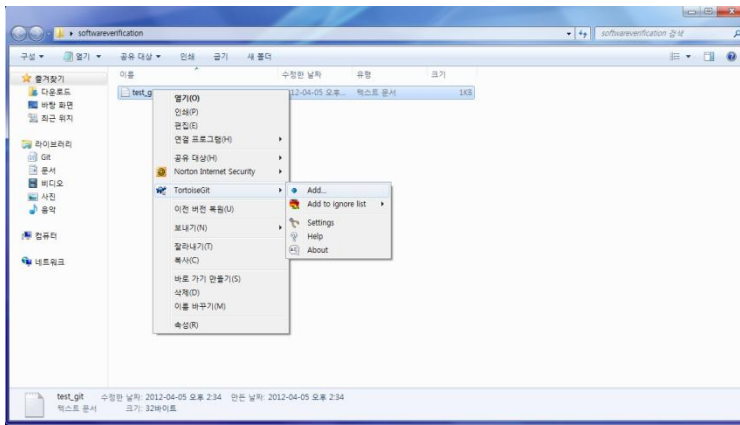 softwareverification
softwareverification 검색
구성 열기 공유 대상 인쇄 굽기 새 폴더
즐겨찾기
다운로드
바탕 화면
최근 위치
라이브러리
Git
문서
비디오
사진
음악
컴퓨터
네트워크
이름 수정한 날짜 유형 크기
test_g 12-04-05 오후... 텍스트 문서 1KB
열기(O)
인쇄(P)
편집(E)
연결 프로그램(H)
공유 대상(H)
Norton Internet Security
TortoiseGit
이전 버전 복원(U)
보내기(N)
잘라내기(T)
복사(C)
바로 가기 만들기(S)
삭제(D)
이름 바꾸기(M)
속성(R)
Add...
Add to ignore list
Settings
Help
About
test_git 수정한 날짜: 2012-04-05 오후 2:34 만든 날짜: 2012-04-05 오후 2:34
텍스트 문서 크기: 32바이트